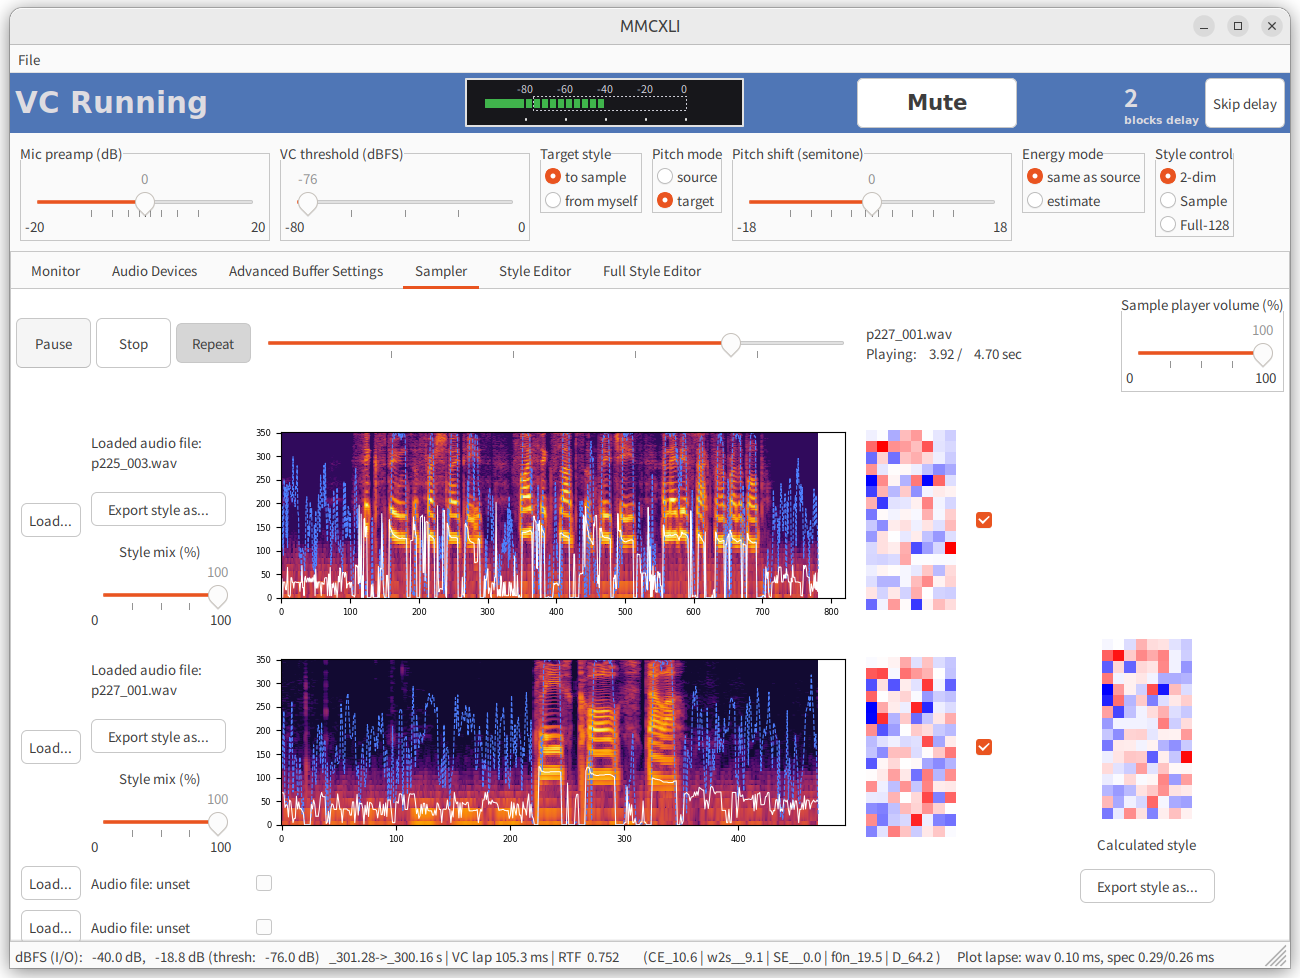 MMCXLI
File
VC Running
-80 -60 -40 -20 0
Mute
2
blocks delay
Skip delay
Mic preamp (dB)
0
-20 20
VC threshold (dBFS)
-76
-80 0
Target style
to sample
from myself
Pitch mode
source
target
Pitch shift (semitone)
0
-18 18
Energy mode
same as source
estimate
Style control
2-dim
Sample
Full-128
Monitor Audio Devices Advanced Buffer Settings Sampler Style Editor Full Style Editor
Pause Stop Repeat
p227_001.wav
Playing: 3.92 / 4.70 sec
Sample player volume (%)
100
0 100
Loaded audio file:
p225_003.wav
Load...
Export style as...
Style mix (%)
100
0 100
350
300
250
200
150
100
50
0
0 100 200 300 400 500 600 700 800
Loaded audio file:
p227_001.wav
Load...
Export style as...
Style mix (%)
100
0 100
350
300
250
200
150
100
50
0
0 100 200 300 400
Calculated style
Export style as...
Load... Audio file: unset
Load... Audio file: unset
dBFS (I/O): -40.0 dB, -18.8 dB (thresh: -76.0 dB) _301.28->_300.16 s | VC lap 105.3 ms | RTF 0.752 (CE_10.6 | w2s__9.1 | SE__0.0 | f0n_19.5 | D_64.2 ) Plot lapse: wav 0.10 ms, spec 0.29/0.26 ms